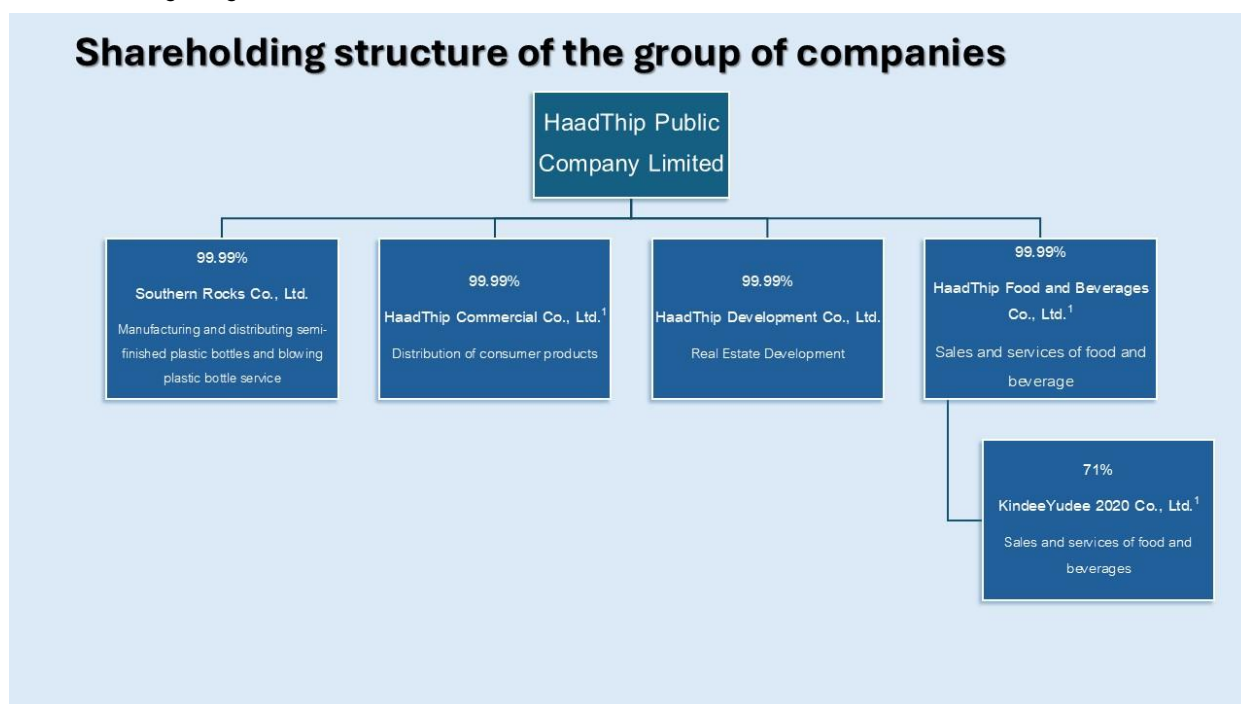 Shareholding structure of the group of companies
HaadThip Public
Company Limited
99.99%
Southern Rocks Co., Ltd.
Manufacturing and distributing semi-
finished plastic bottles and blowing
plastic bottle service
99.99%
HaadThip Commercial Co., Ltd.¹
Distribution of consumer products
99.99%
HaadThip Development Co., Ltd.
Real Estate Development
99.99%
HaadThip Food and Beverages
Co., Ltd.¹
Sales and services of food and
beverage
71%
KindeeYudee 2020 Co., Ltd.¹
Sales and services of food and
beverages